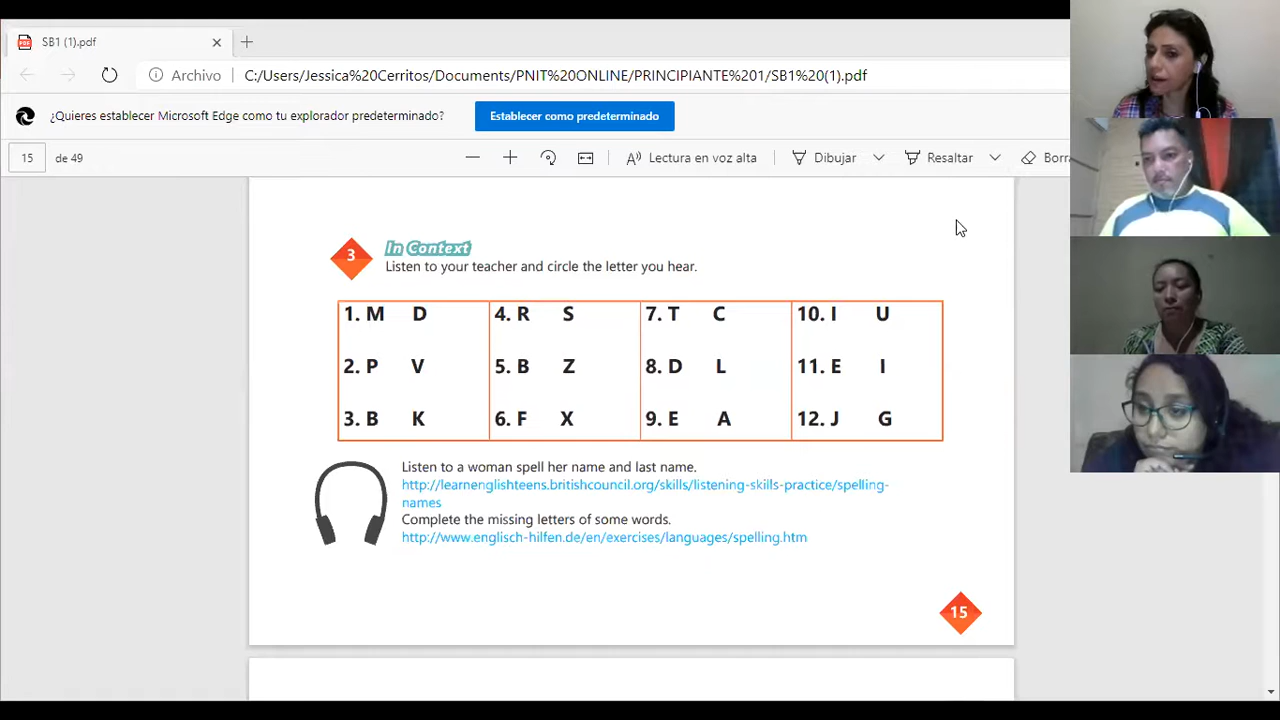 SB1 (1).pdf
Archivo C:/Users/Jessica%20Cerritos/Documents/PNIT%20ONLINE/PRINCIPIANTE%201/SB1%20(1).pdf
¿Quieres establecer Microsoft Edge como tu explorador predeterminado? Establecer como predeterminado
15 de 49 Lectura en voz alta Dibujar Resaltar Borra
3 In Context
Listen to your teacher and circle the letter you hear.
1. M D 4. R S 7. T C 10. I U
2. P V 5. B Z 8. D L 11. E I
3. B K 6. F X 9. E A 12. J G
Listen to a woman spell her name and last name.
http://learnenglishteens.britishcouncil.org/skills/listening-skills-practice/spelling-
names
Complete the missing letters of some words.
http://www.englisch-hilfen.de/en/exercises/languages/spelling.htm
15